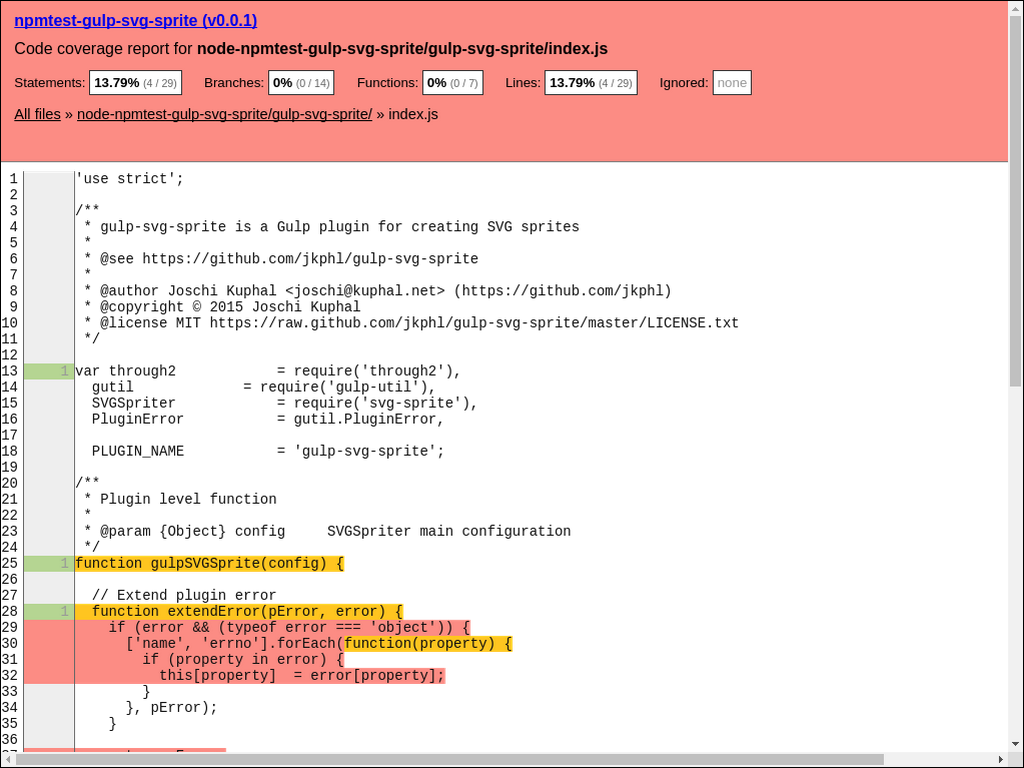 npmtest-gulp-svg-sprite (v0.0.1)
Code coverage report for node-npmtest-gulp-svg-sprite/gulp-svg-sprite/index.js
Statements: 13.79% (4 / 29) Branches: 0% (0 / 14) Functions: 0% (0 / 7) Lines: 13.79% (4 / 29) Ignored: none
All files » node-npmtest-gulp-svg-sprite/gulp-svg-sprite/ » index.js
1 'use strict';
2
3 /**
4 * gulp-svg-sprite is a Gulp plugin for creating SVG sprites
5 *
6 * @see https://github.com/jkphl/gulp-svg-sprite
7 *
8 * @author Joschi Kuphal <joschi@kuphal.net> (https://github.com/jkphl)
9 * @copyright © 2015 Joschi Kuphal
10 * @license MIT https://raw.github.com/jkphl/gulp-svg-sprite/master/LICENSE.txt
11 */
12
13 1 var through2 = require('through2'),
14 gutil = require('gulp-util'),
15 SVGSpriter = require('svg-sprite'),
16 PluginError = gutil.PluginError,
17
18 PLUGIN_NAME = 'gulp-svg-sprite';
19
20 /**
21 * Plugin level function
22 *
23 * @param {Object} config SVGSpriter main configuration
24 */
25 1 function gulpSVGSprite(config) {
26
27 // Extend plugin error
28 1 function extendError(pError, error) {
29 if (error && (typeof error === 'object')) {
30 ['name', 'errno'].forEach(function(property) {
31 if (property in error) {
32 this[property] = error[property];
33 }
34 }, pError);
35 }
36